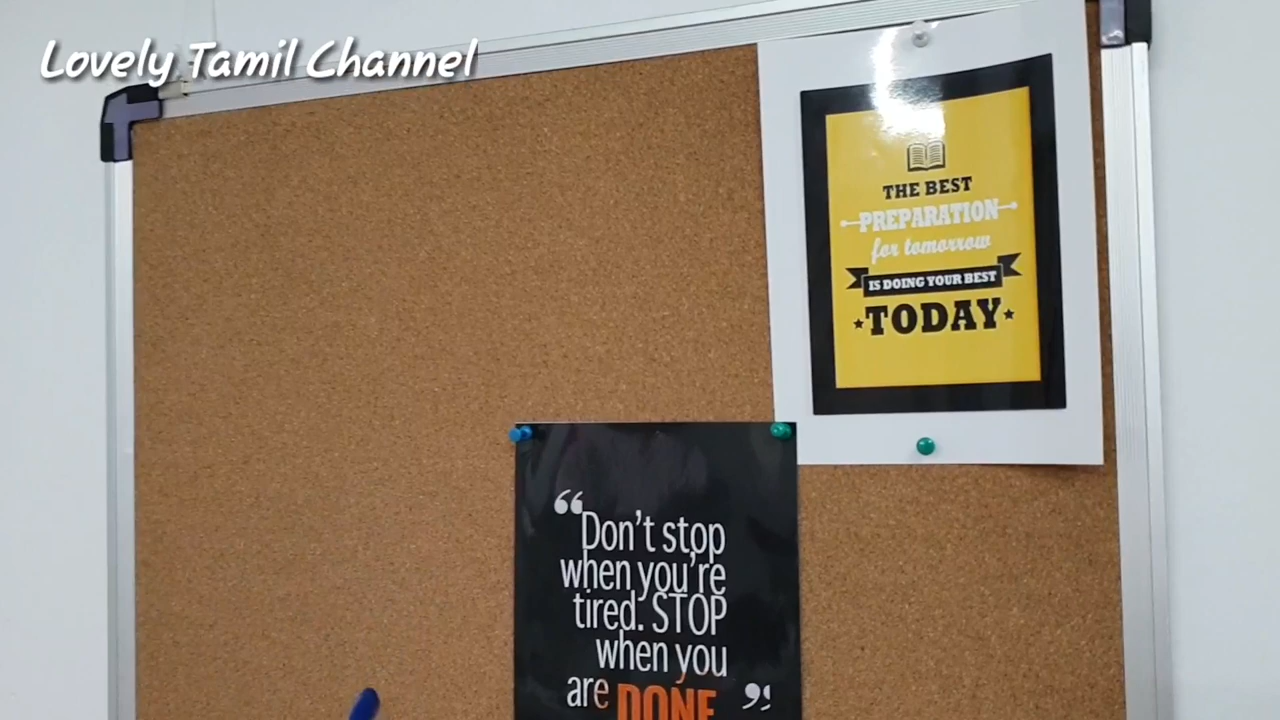 Lovely Tamil Channel
THE BEST
PREPARATION
for tomorrow
IS DOING YOUR BEST
TODAY
“Don't stop
when you're
tired. STOP
when you
are DONE ”